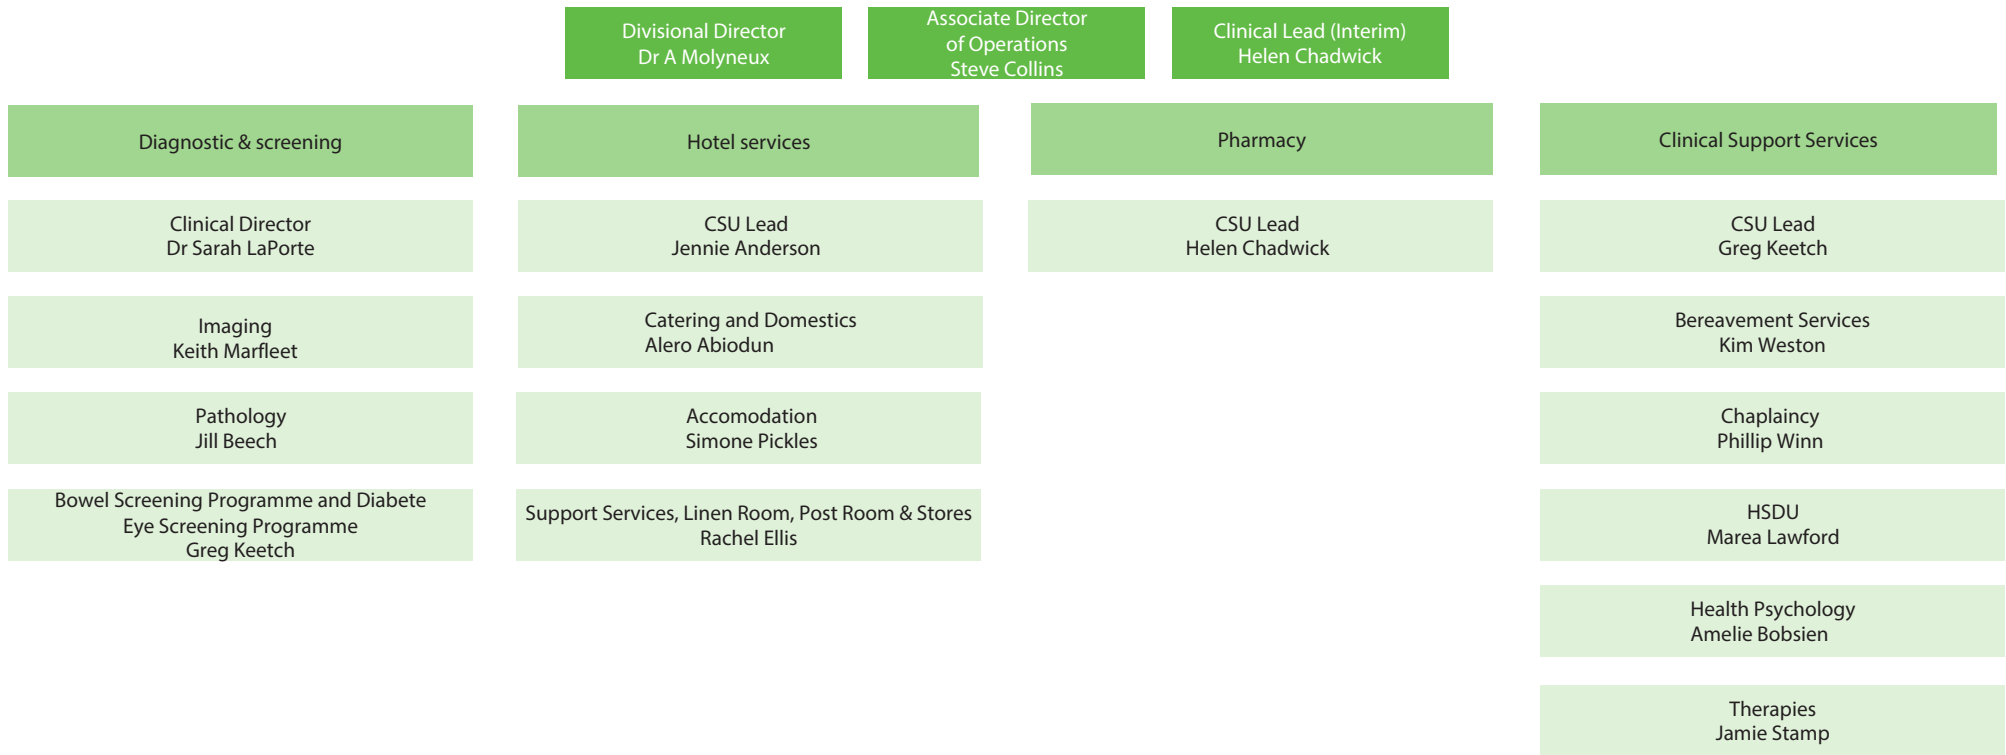 Divisional Director
Dr A Molyneux
Associate Director
of Operations
Steve Collins
Clinical Lead (Interim)
Helen Chadwick
Diagnostic & screening
Clinical Director
Dr Sarah LaPorte
Imaging
Keith Marfleet
Pathology
Jill Beech
Bowel Screening Programme and Diabete
Eye Screening Programme
Greg Keetch
Hotel services
CSU Lead
Jennie Anderson
Catering and Domestics
Alero Abiodun
Accomodation
Simone Pickles
Support Services, Linen Room, Post Room & Stores
Rachel Ellis
Pharmacy
CSU Lead
Helen Chadwick
Clinical Support Services
CSU Lead
Greg Keetch
Bereavement Services
Kim Weston
Chaplaincy
Phillip Winn
HSDU
Marea Lawford
Health Psychology
Amelie Bobsien
Therapies
Jamie Stamp